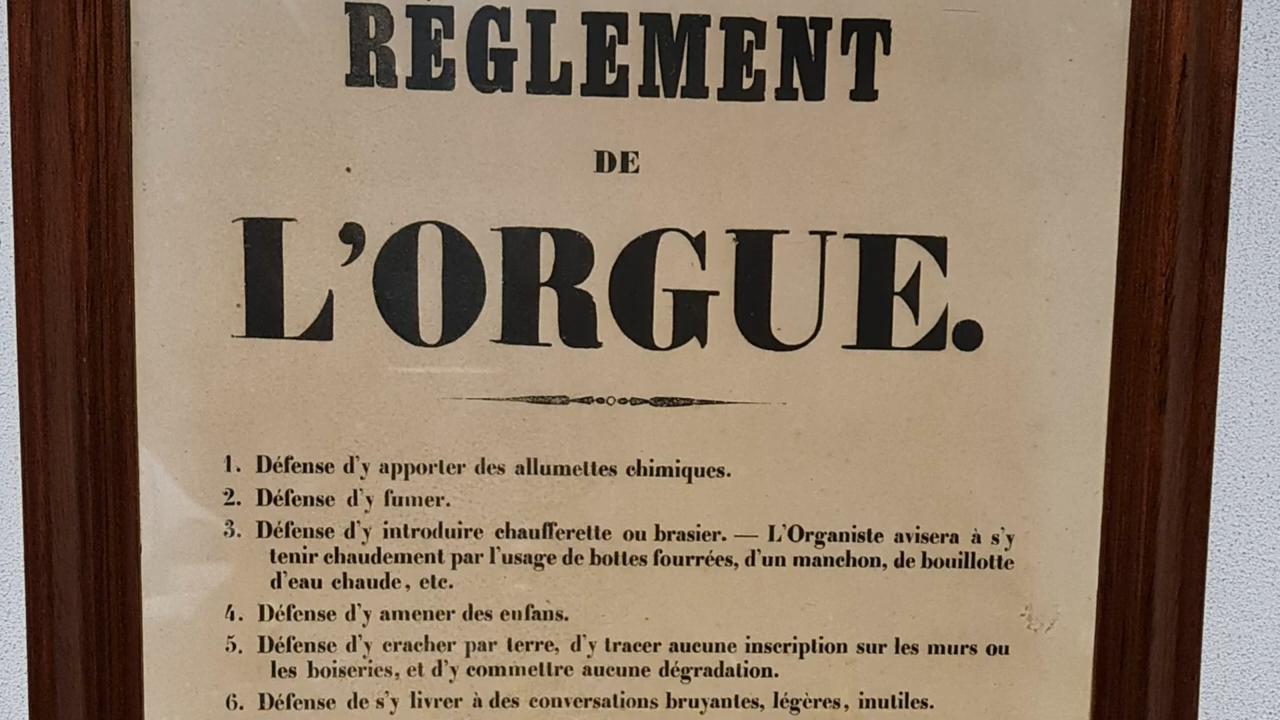 RÈGLEMENT
DE
L'ORGUE.
1. Défense d'y apporter des allumettes chimiques.
2. Défense d'y fumer.
3. Défense d'y introduire chaufferette ou brasier. — L'Organiste avisera à s'y
tenir chaudement par l'usage de bottes fourrées, d'un manchon, de bouillotte
d'eau chaude, etc.
4. Défense d'y amener des enfans.
5. Défense d'y cracher par terre, d'y tracer aucune inscription sur les murs ou
les boiseries, et d'y commettre aucune dégradation.
6. Défense de s'y livrer à des conversations bruyantes, légères, inutiles.